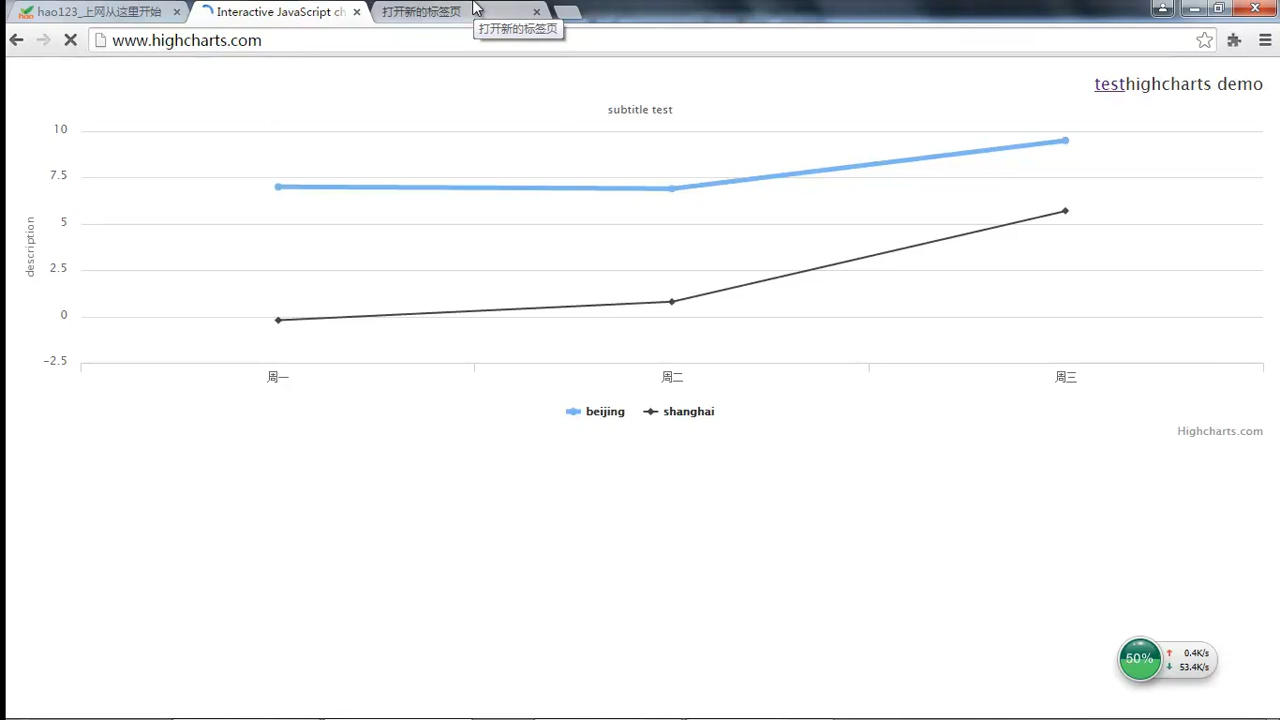 hao123_上网从这里开始
Interactive JavaScript ch
打开新的标签页
打开新的标签页
www.highcharts.com
testhighcharts demo
subtitle test
10
7.5
5
2.5
0
−2.5
description
周一
周二
周三
beijing
shanghai
Highcharts.com
50%
0.4K/s
53.4K/s